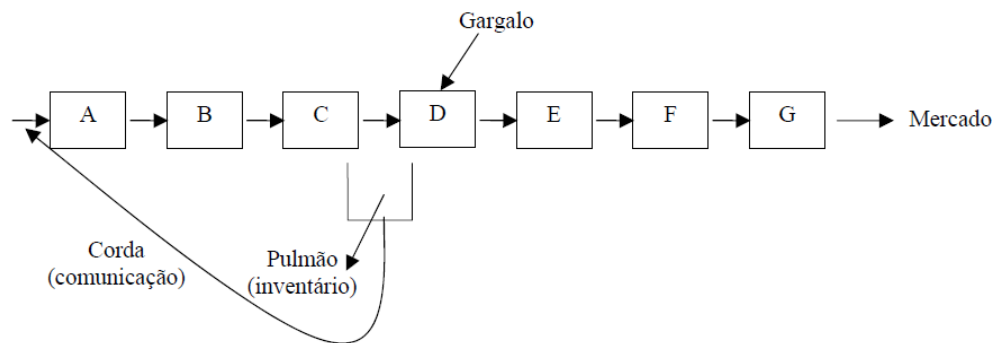 Gargalo
A B C D E F G Mercado
Corda
(comunicação)
Pulmão
(inventário)